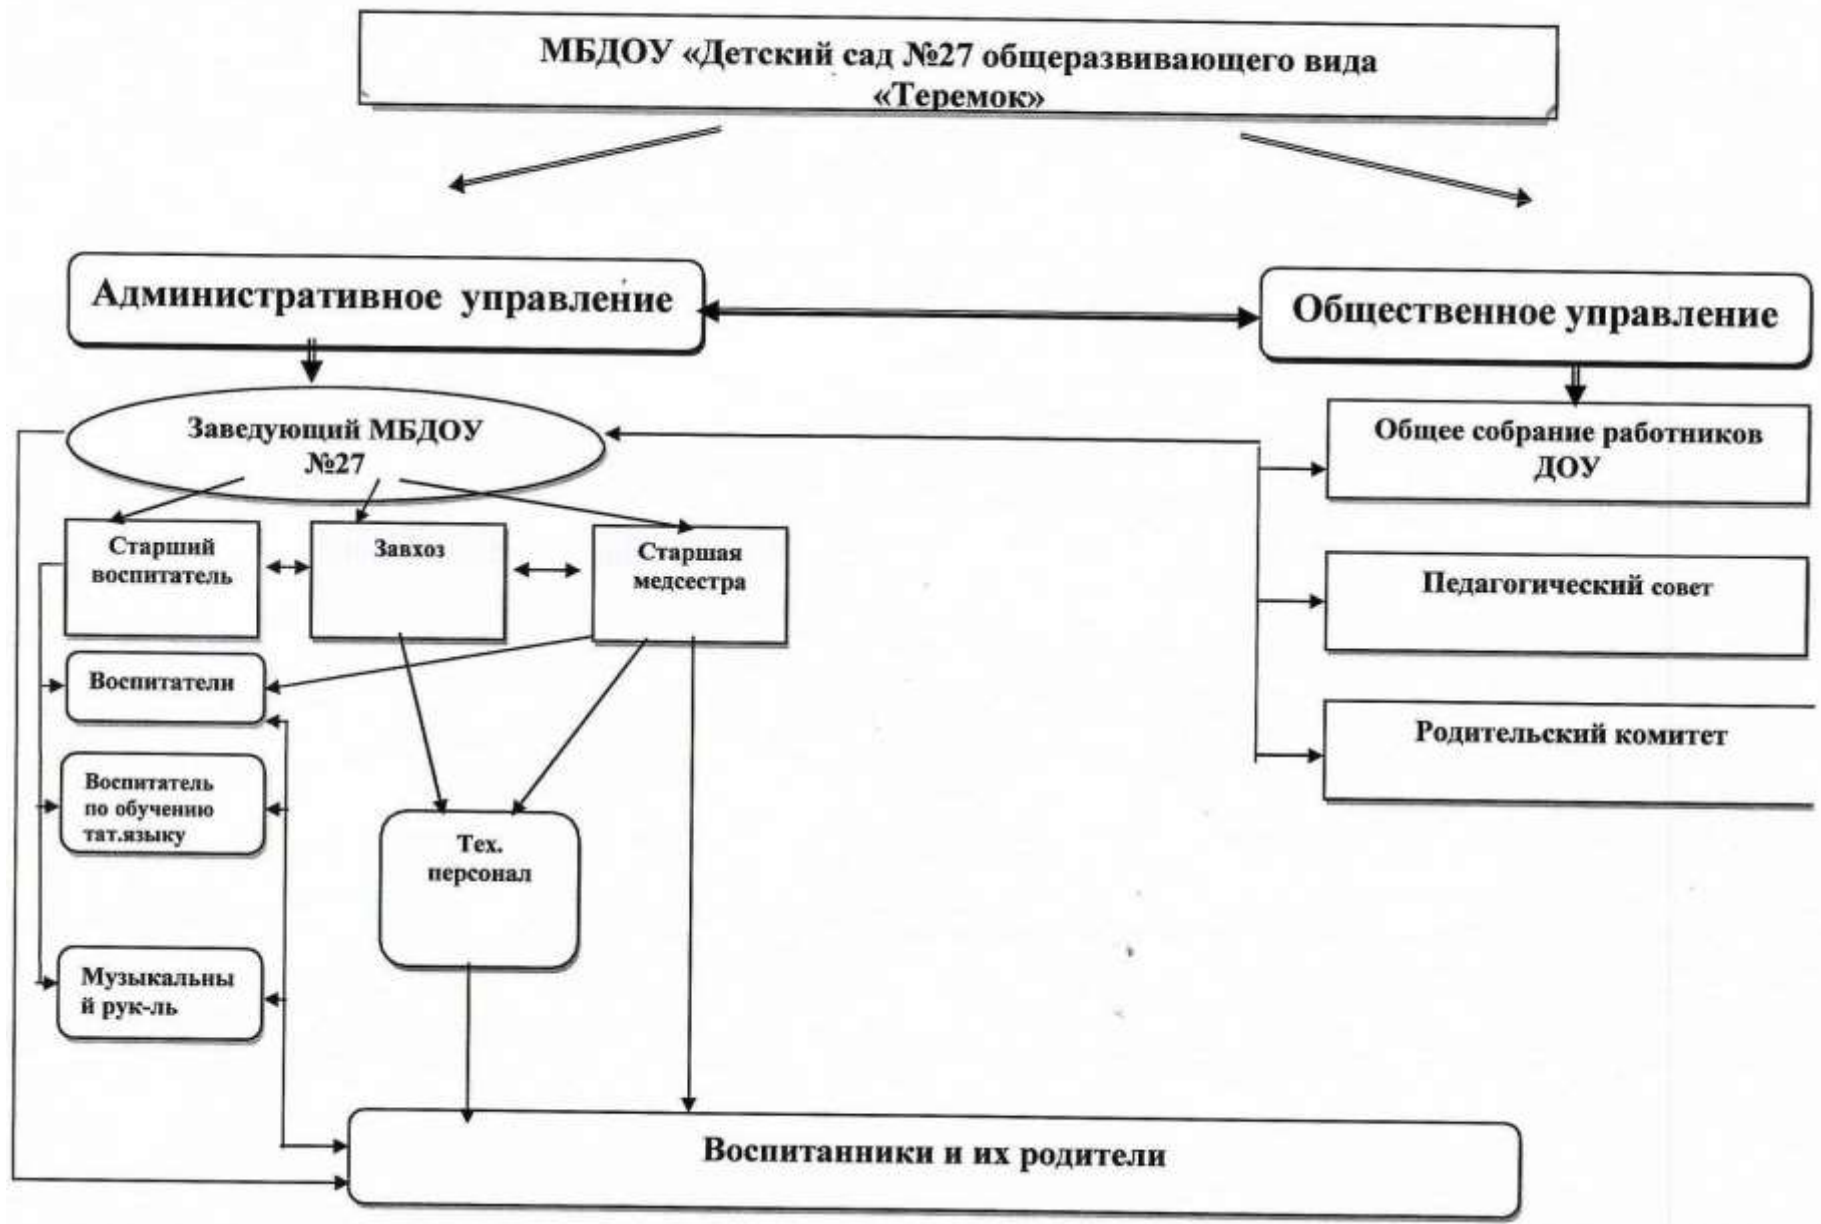 МБДОУ «Детский сад №27 общеразвивающего вида
«Теремок»
Административное управление
Общественное управление
Заведующий МБДОУ
№27
Общее собрание работников
ДОУ
Старший
воспитатель
Завхоз
Старшая
медсестра
Педагогический совет
Воспитатели
Родительский комитет
Воспитатель
по обучению
тат.языку
Тех.
персонал
Музыкальны
й рук-ль
Воспитанники и их родители